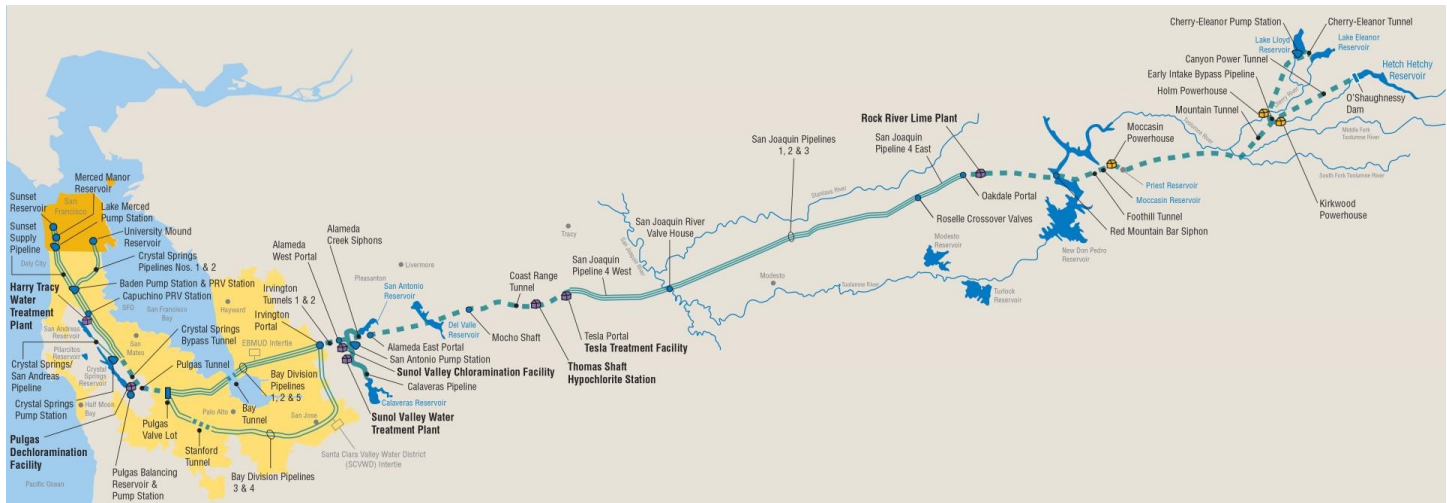 Cherry-Eleanor Pump Station
Cherry-Eleanor Tunnel
Lake Lloyd
Reservoir
Lake Eleanor
Reservoir
Canyon Power Tunnel
Early Intake Bypass Pipeline
Hetch Hetchy
Reservoir
Holm Powerhouse
Cherry River
Mountain Tunnel
O'Shaughnessy
Dam
Tuolumne River
Middle Fork
Tuolumne River
South Fork Tuolumne River
Kirkwood
Powerhouse
Rock River Lime Plant
Moccasin
Powerhouse
Priest Reservoir
Moccasin Reservoir
Foothill Tunnel
Red Mountain Bar Siphon
New Don Pedro
Reservoir
San Joaquin
Pipeline 4 East
Oakdale Portal
Roselle Crossover Valves
San Joaquin Pipelines
1, 2 & 3
Stanislaus River
Modesto
Reservoir
Turlock
Reservoir
Modesto
Tuolumne River
San Joaquin River
Valve House
San Joaquin River
Tracy
San Joaquin
Pipeline 4 West
Coast Range
Tunnel
Tesla Portal
Tesla Treatment Facility
Thomas Shaft
Hypochlorite Station
Mocho Shaft
Livermore
Pleasanton
Del Valle
Reservoir
San Antonio
Reservoir
Alameda
Creek Siphons
Alameda
West Portal
Irvington
Tunnels 1 & 2
Irvington
Portal
Alameda East Portal
San Antonio Pump Station
Sunol Valley Chloramination Facility
Calaveras Pipeline
Calaveras Reservoir
Sunol Valley Water
Treatment Plant
Merced Manor
Reservoir
Sunset
Reservoir
San
Francisco
Lake Merced
Pump Station
Sunset
Supply
Pipeline
University Mound
Reservoir
Daly City
Crystal Springs
Pipelines Nos. 1 & 2
Baden Pump Station & PRV Station
Harry Tracy
Water
Treatment
Plant
Capuchino PRV Station
SFO
San Francisco
Bay
Hayward
EBMUD Intertie
San Andreas
Reservoir
Pilarcitos Reservoir
San
Mateo
Crystal Springs
Bypass Tunnel
Crystal
Springs
Reservoir
Crystal Springs/
San Andreas
Pipeline
Pulgas Tunnel
Bay Division
Pipelines
1, 2 & 5
Bay
Tunnel
Half Moon
Bay
Crystal Springs
Pump Station
Palo Alto
San Jose
Pulgas
Valve Lot
Pulgas
Dechloramination
Facility
Stanford
Tunnel
Santa Clars Valley Water District
(SCVWD) Intertie
Pulgas Balancing
Reservoir &
Pump Station
Bay Division Pipelines
3 & 4
Pacific Ocean